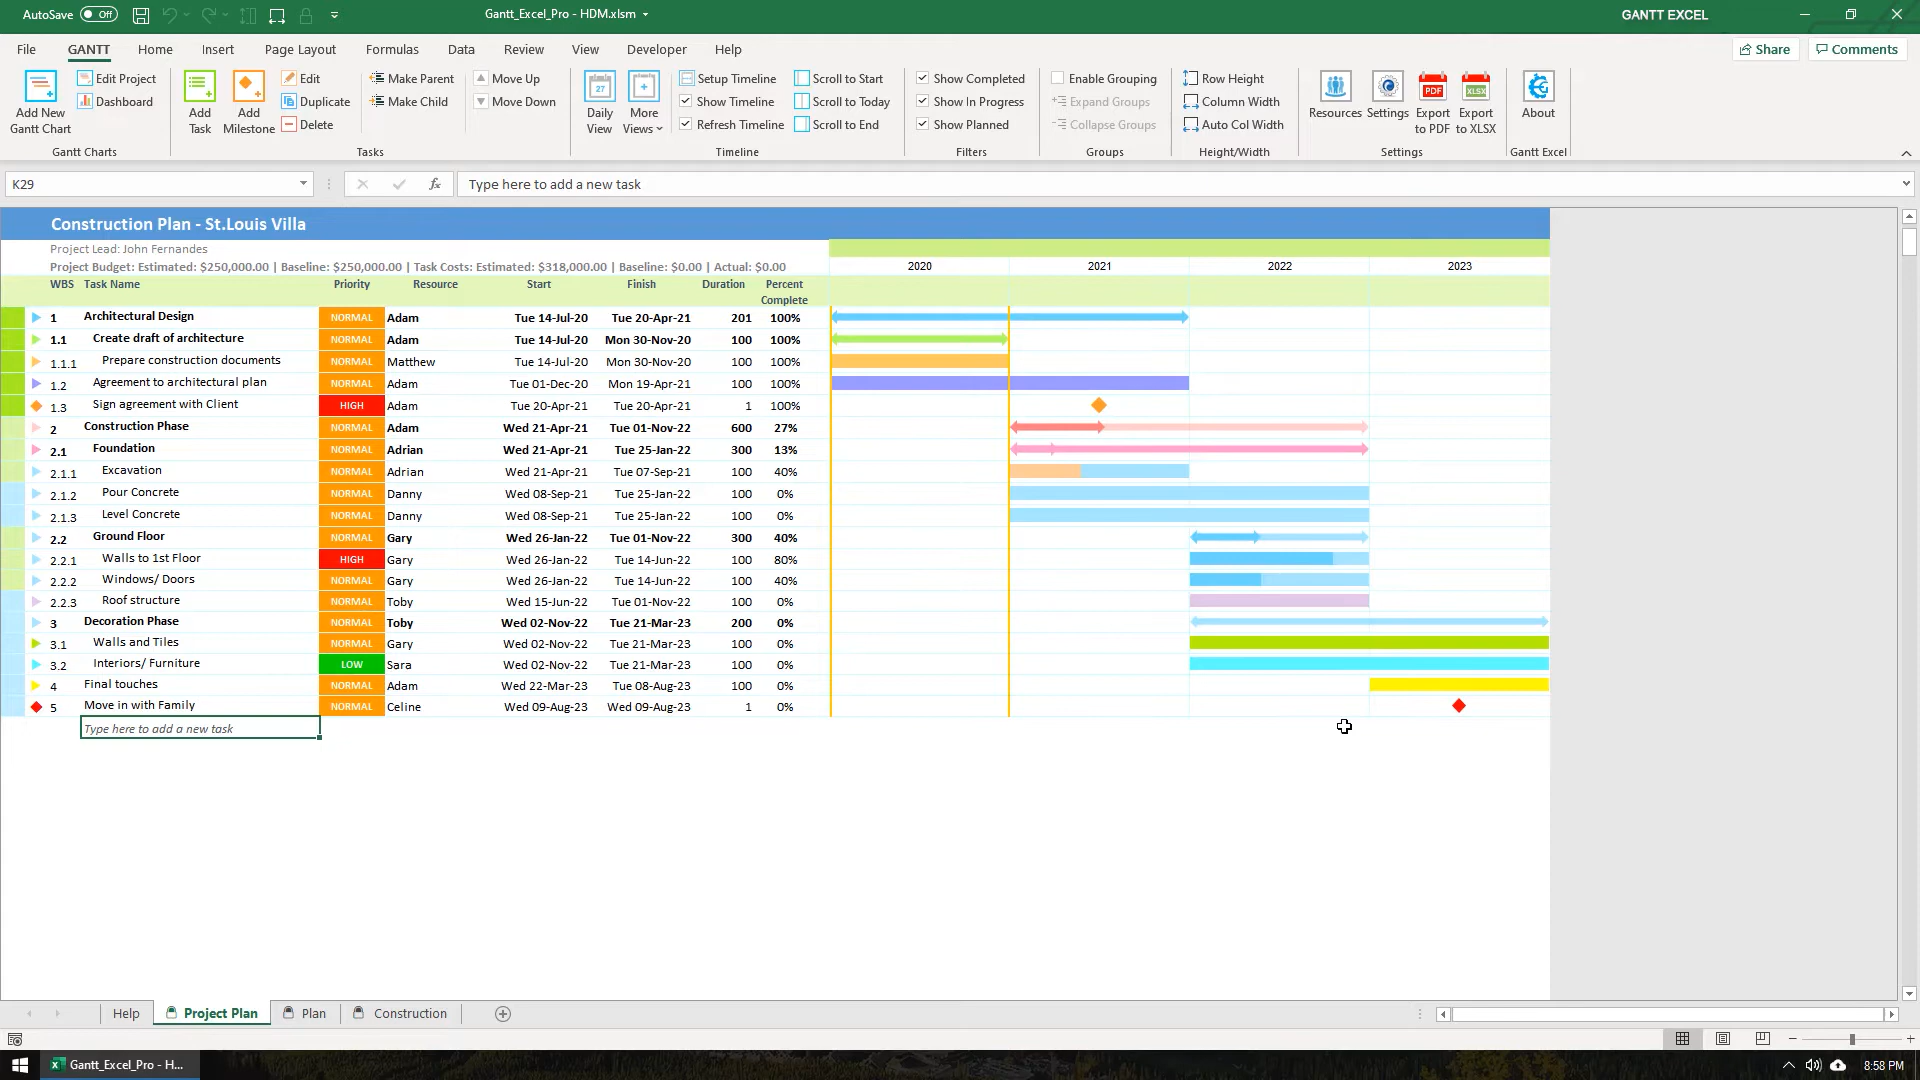 AutoSave Off Gantt_Excel_Pro - HDM.xlsm GANTT EXCEL
File GANTT Home Insert Page Layout Formulas Data Review View Developer Help Share Comments
Add New Gantt Chart
Edit Project
Dashboard
Gantt Charts
Add Task
Add Milestone
Edit
Duplicate
Delete
Make Parent
Make Child
Move Up
Move Down
Tasks
Daily View
More Views
Setup Timeline
Show Timeline
Refresh Timeline
Scroll to Start
Scroll to Today
Scroll to End
Timeline
Show Completed
Show In Progress
Show Planned
Filters
Enable Grouping
Expand Groups
Collapse Groups
Groups
Row Height
Column Width
Auto Col Width
Height/Width
Resources
Settings
Export to PDF
Export to XLSX
Settings
About
Gantt Excel
K29 fx Type here to add a new task
Construction Plan - St.Louis Villa
Project Lead: John Fernandes
Project Budget: Estimated: $250,000.00 | Baseline: $250,000.00 | Task Costs: Estimated: $318,000.00 | Baseline: $0.00 | Actual: $0.00
2020 2021 2022 2023
WBS Task Name Priority Resource Start Finish Duration Percent Complete
1 Architectural Design NORMAL Adam Tue 14-Jul-20 Tue 20-Apr-21 201 100%
1.1 Create draft of architecture NORMAL Adam Tue 14-Jul-20 Mon 30-Nov-20 100 100%
1.1.1 Prepare construction documents NORMAL Matthew Tue 14-Jul-20 Mon 30-Nov-20 100 100%
1.2 Agreement to architectural plan NORMAL Adam Tue 01-Dec-20 Mon 19-Apr-21 100 100%
1.3 Sign agreement with Client HIGH Adam Tue 20-Apr-21 Tue 20-Apr-21 1 100%
2 Construction Phase NORMAL Adam Wed 21-Apr-21 Tue 01-Nov-22 600 27%
2.1 Foundation NORMAL Adrian Wed 21-Apr-21 Tue 25-Jan-22 300 13%
2.1.1 Excavation NORMAL Adrian Wed 21-Apr-21 Tue 07-Sep-21 100 40%
2.1.2 Pour Concrete NORMAL Danny Wed 08-Sep-21 Tue 25-Jan-22 100 0%
2.1.3 Level Concrete NORMAL Danny Wed 08-Sep-21 Tue 25-Jan-22 100 0%
2.2 Ground Floor NORMAL Gary Wed 26-Jan-22 Tue 01-Nov-22 300 40%
2.2.1 Walls to 1st Floor HIGH Gary Wed 26-Jan-22 Tue 14-Jun-22 100 80%
2.2.2 Windows/ Doors NORMAL Gary Wed 26-Jan-22 Tue 14-Jun-22 100 40%
2.2.3 Roof structure NORMAL Toby Wed 15-Jun-22 Tue 01-Nov-22 100 0%
3 Decoration Phase NORMAL Toby Wed 02-Nov-22 Tue 21-Mar-23 200 0%
3.1 Walls and Tiles NORMAL Gary Wed 02-Nov-22 Tue 21-Mar-23 100 0%
3.2 Interiors/ Furniture LOW Sara Wed 02-Nov-22 Tue 21-Mar-23 100 0%
4 Final touches NORMAL Adam Wed 22-Mar-23 Tue 08-Aug-23 100 0%
5 Move in with Family NORMAL Celine Wed 09-Aug-23 Wed 09-Aug-23 1 0%
Type here to add a new task
Help Project Plan Plan Construction
Gantt_Excel_Pro - H... 8:58 PM